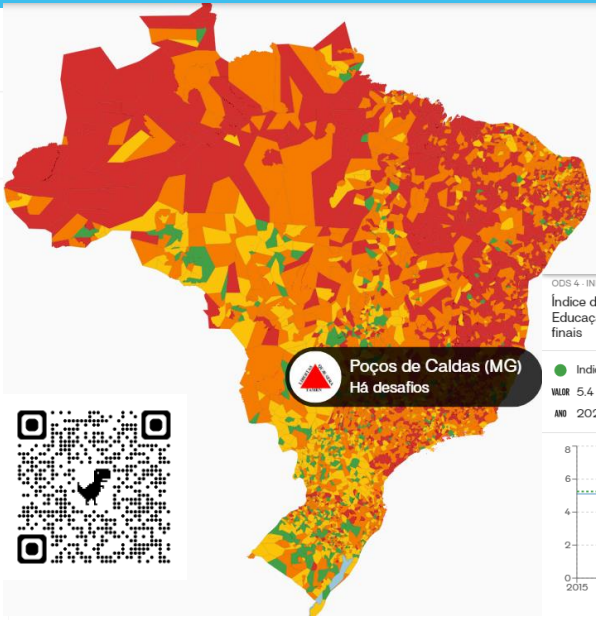 Poços de Caldas (MG)
Há desafios
ODS 4 - IN
Índice d
Educaç
finais
Indic
VALOR 5.4
ANO 202
8
6
4
2
0
2015